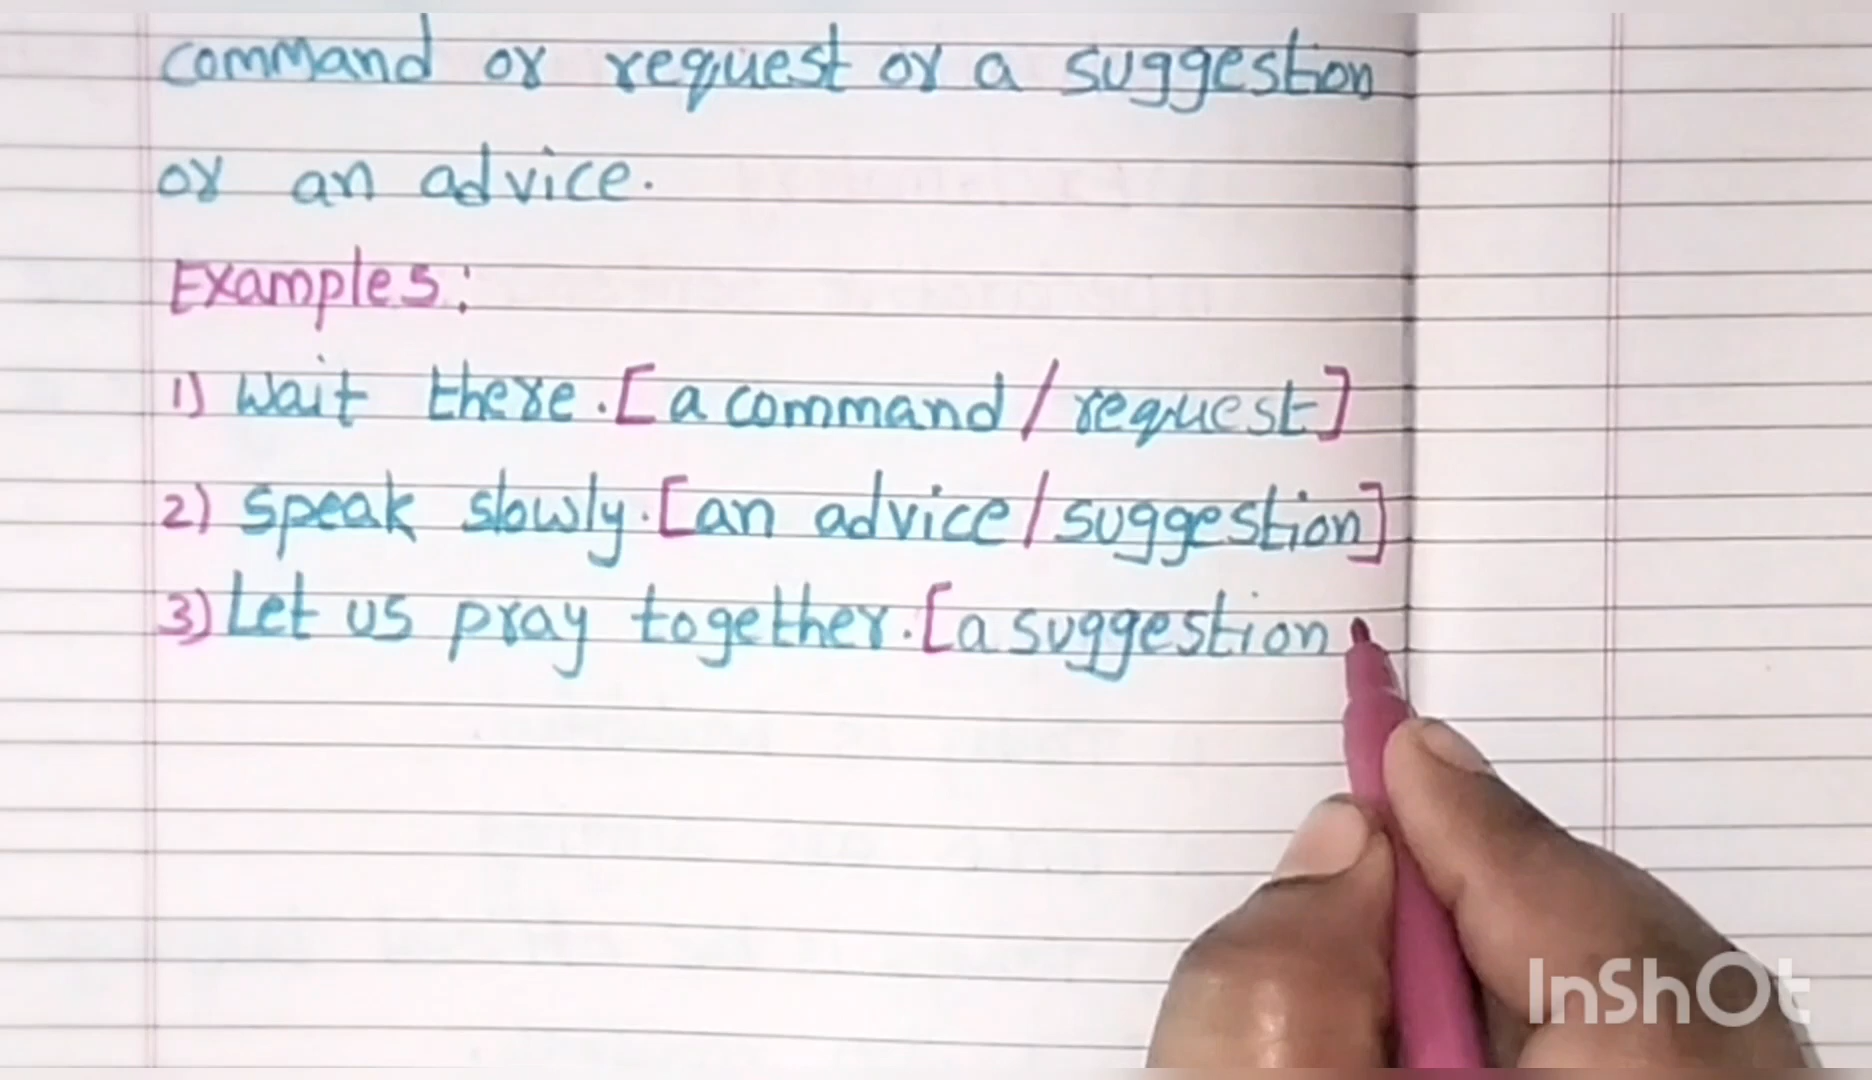 command or request or a suggestion
or an advice.
Examples:
1) Wait there. [a command/request]
2) Speak slowly. [an advice/suggestion]
3) Let us pray together. [a suggestion
InShOt